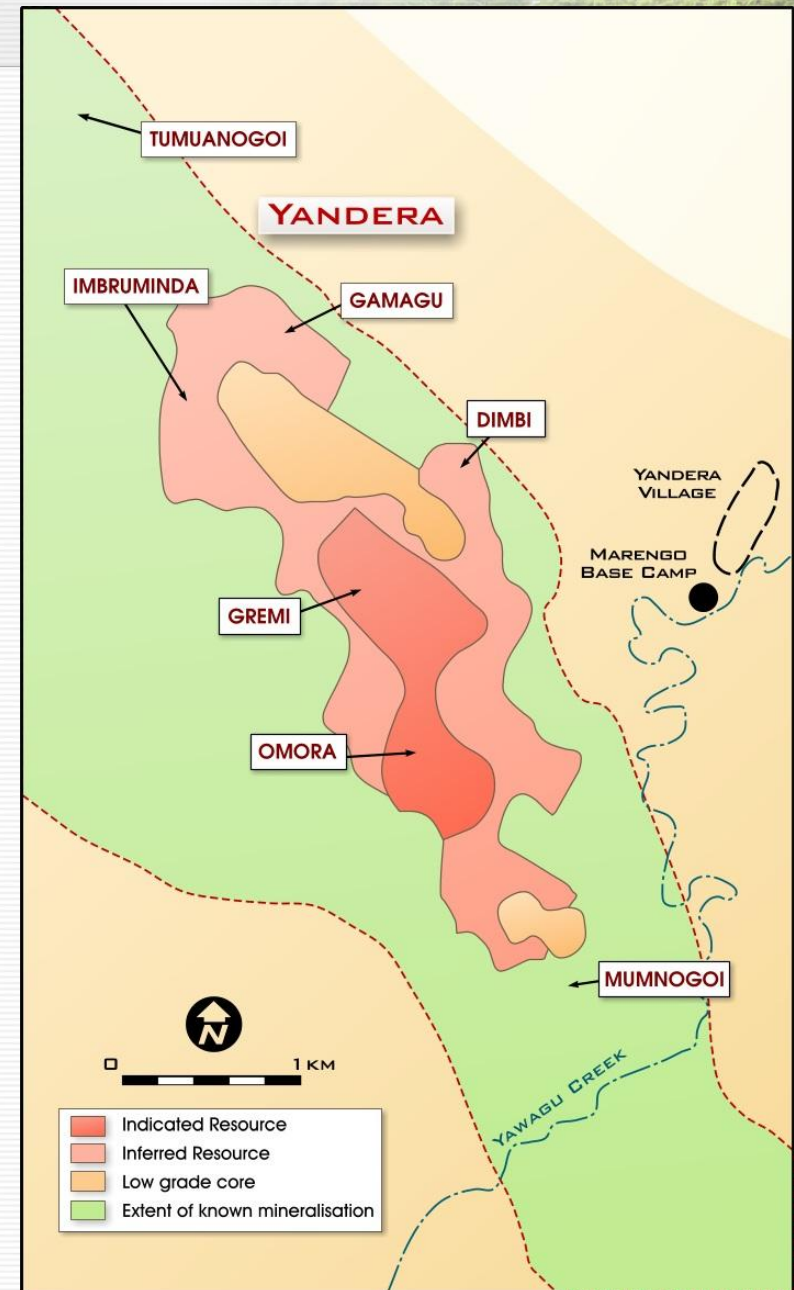 TUMUANOGOI
YANDERA
IMBRUMINDA
GAMAGU
DIMBI
YANDERA
VILLAGE
MARENGO
BASE CAMP
GREMI
OMORA
MUMNOGOI
N
0 1 KM
YAWAGU CREEK
Indicated Resource
Inferred Resource
Low grade core
Extent of known mineralisation